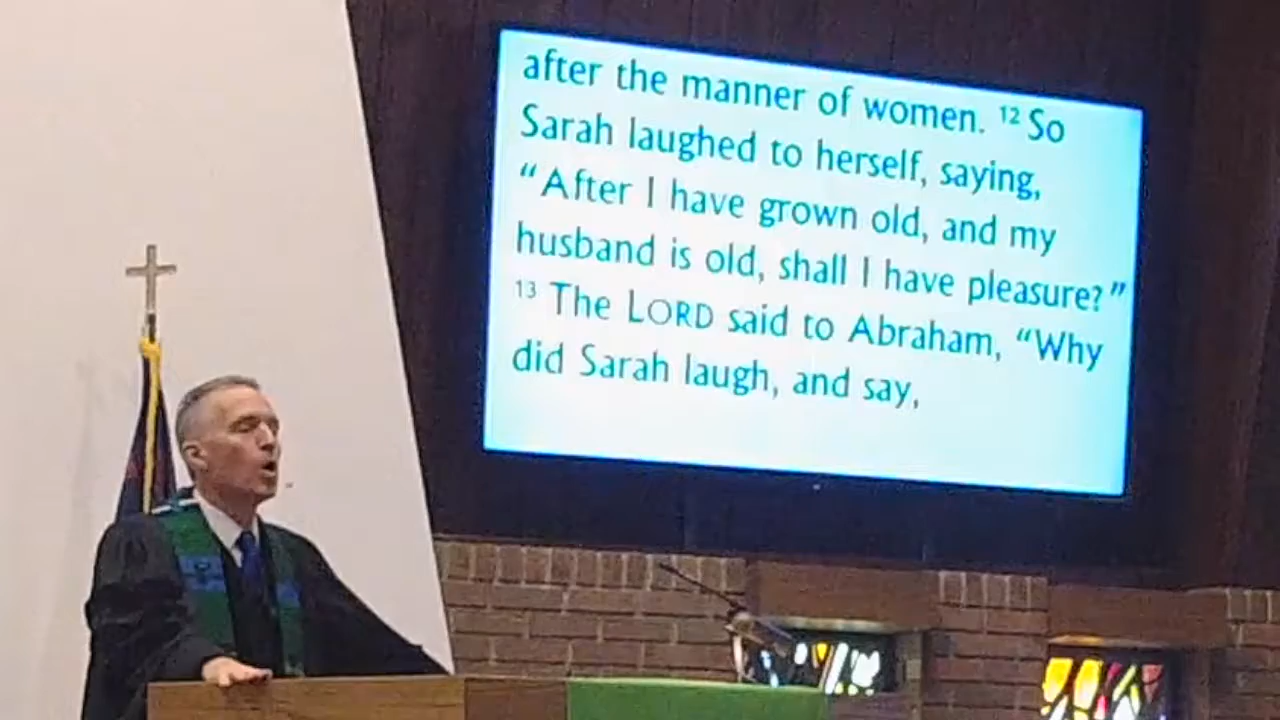 after the manner of women. ¹² So
Sarah laughed to herself, saying,
“After I have grown old, and my
husband is old, shall I have pleasure?”
¹³ The LORD said to Abraham, “Why
did Sarah laugh, and say,